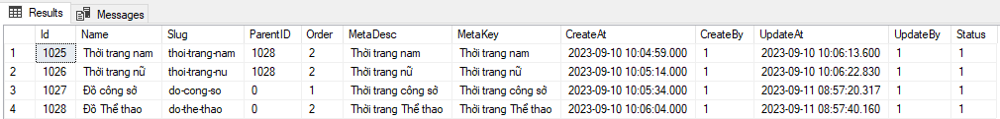 Results Messages
Id Name Slug ParentID Order MetaDesc MetaKey CreateAt CreateBy UpdateAt UpdateBy Status
1 1025 Thời trang nam thoi-trang-nam 1028 2 Thời trang nam Thời trang nam 2023-09-10 10:04:59.000 1 2023-09-10 10:06:13.600 1 1
2 1026 Thời trang nữ thoi-trang-nu 1028 2 Thời trang nữ Thời trang nữ 2023-09-10 10:05:14.000 1 2023-09-10 10:06:22.830 1 1
3 1027 Đồ công sở do-cong-so 0 1 Thời trang công sở Thời trang công sở 2023-09-10 10:05:34.000 1 2023-09-11 08:57:20.317 1 1
4 1028 Đồ Thể thao do-the-thao 0 2 Thời trang Thể thao Thời trang Thể thao 2023-09-10 10:06:04.000 1 2023-09-11 08:57:40.160 1 1